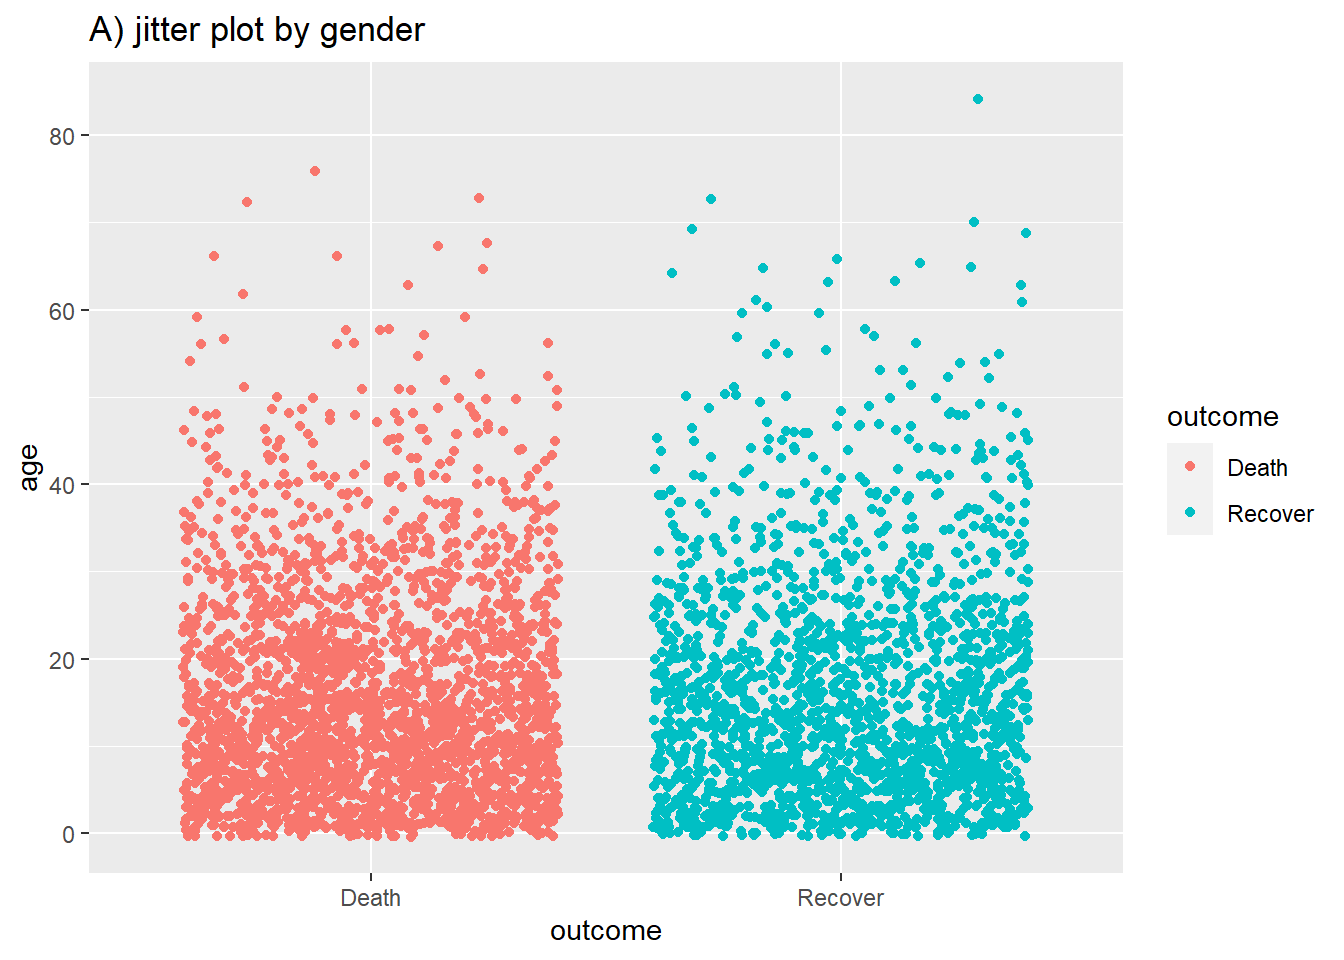 A) jitter plot by gender
80
60
40
20
0
age
Death
Recover
outcome
outcome
Death
Recover